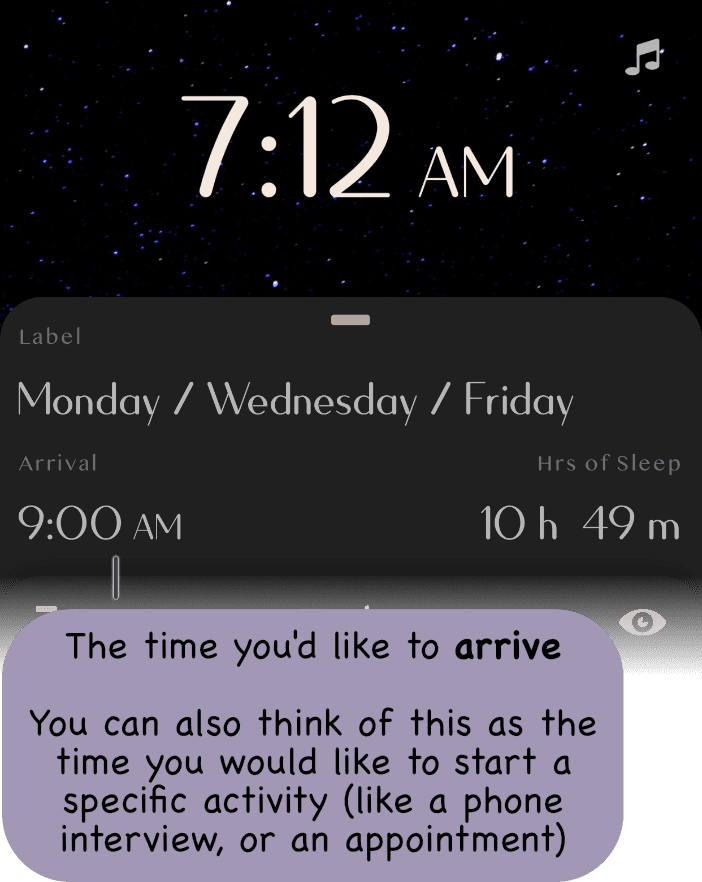 7:12 AM
Label
Monday / Wednesday / Friday
Arrival
Hrs of Sleep
9:00 AM
10 h 49 m
The time you'd like to arrive
You can also think of this as the
time you would like to start a
specific activity (like a phone
interview, or an appointment)